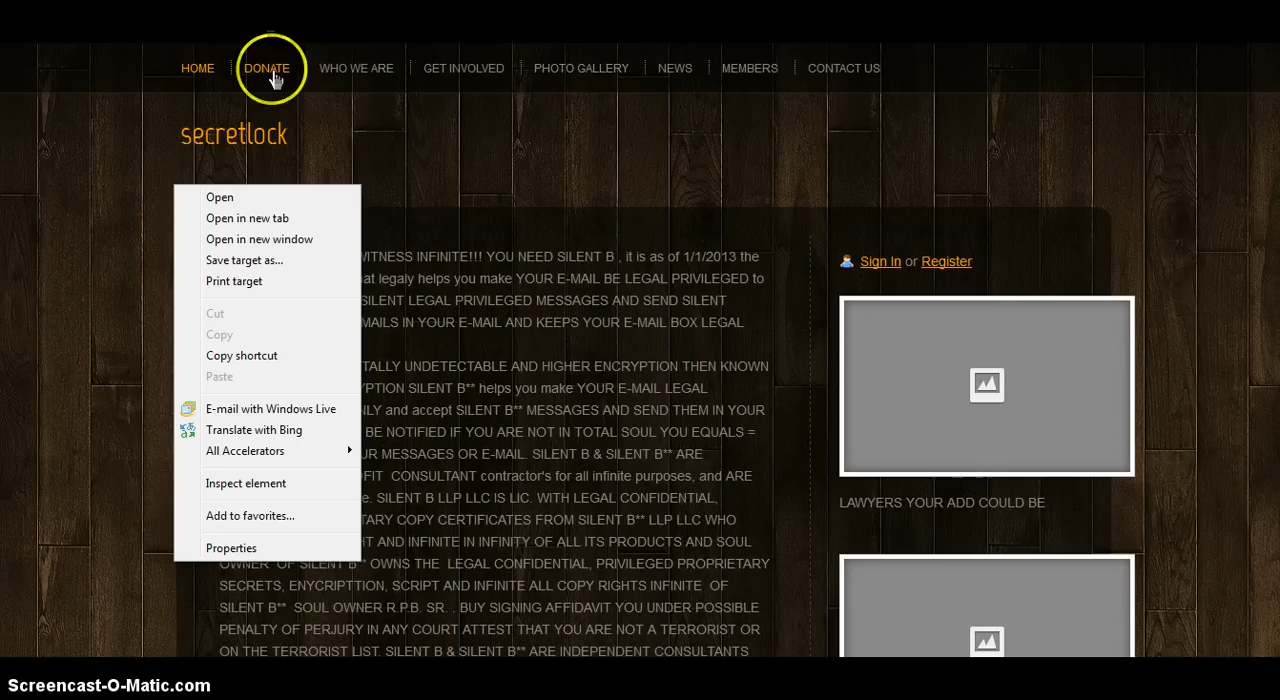 HOME DONATE WHO WE ARE GET INVOLVED PHOTO GALLERY NEWS MEMBERS CONTACT US
secretlock
Open
Open in new tab
Open in new window
Save target as...
Print target
Cut
Copy
Copy shortcut
Paste
E-mail with Windows Live
Translate with Bing
All Accelerators
Inspect element
Add to favorites...
Properties
WITNESS INFINITE!!! YOU NEED SILENT B , it is as of 1/1/2013 the
at legaly helps you make YOUR E-MAIL BE LEGAL PRIVILEGED to
SILENT LEGAL PRIVILEGED MESSAGES AND SEND SILENT
MAILS IN YOUR E-MAIL AND KEEPS YOUR E-MAIL BOX LEGAL
TALLY UNDETECTABLE AND HIGHER ENCRYPTION THEN KNOWN
YPTION SILENT B** helps you make YOUR E-MAIL LEGAL
NLY and accept SILENT B** MESSAGES AND SEND THEM IN YOUR
BE NOTIFIED IF YOU ARE NOT IN TOTAL SOUL YOU EQUALS =
UR MESSAGES OR E-MAIL. SILENT B & SILENT B** ARE
FIT CONSULTANT contractor's for all infinite purposes, and ARE
e. SILENT B LLP LLC IS LIC. WITH LEGAL CONFIDENTIAL,
TARY COPY CERTIFICATES FROM SILENT B** LLP LLC WHO
HT AND INFINITE IN INFINITY OF ALL ITS PRODUCTS AND SOUL
OWNER OF SILENT B** OWNS THE LEGAL CONFIDENTIAL, PRIVILEGED PROPRIETARY
SECRETS, ENYCRIPTTION, SCRIPT AND INFINITE ALL COPY RIGHTS INFINITE OF
SILENT B** SOUL OWNER R.P.B. SR. . BUY SIGNING AFFIDAVIT YOU UNDER POSSIBLE
PENALTY OF PERJURY IN ANY COURT ATTEST THAT YOU ARE NOT A TERRORIST OR
ON THE TERRORIST LIST. SILENT B & SILENT B** ARE INDEPENDENT CONSULTANTS
Sign In or Register
LAWYERS YOUR ADD COULD BE
Screencast-O-Matic.com